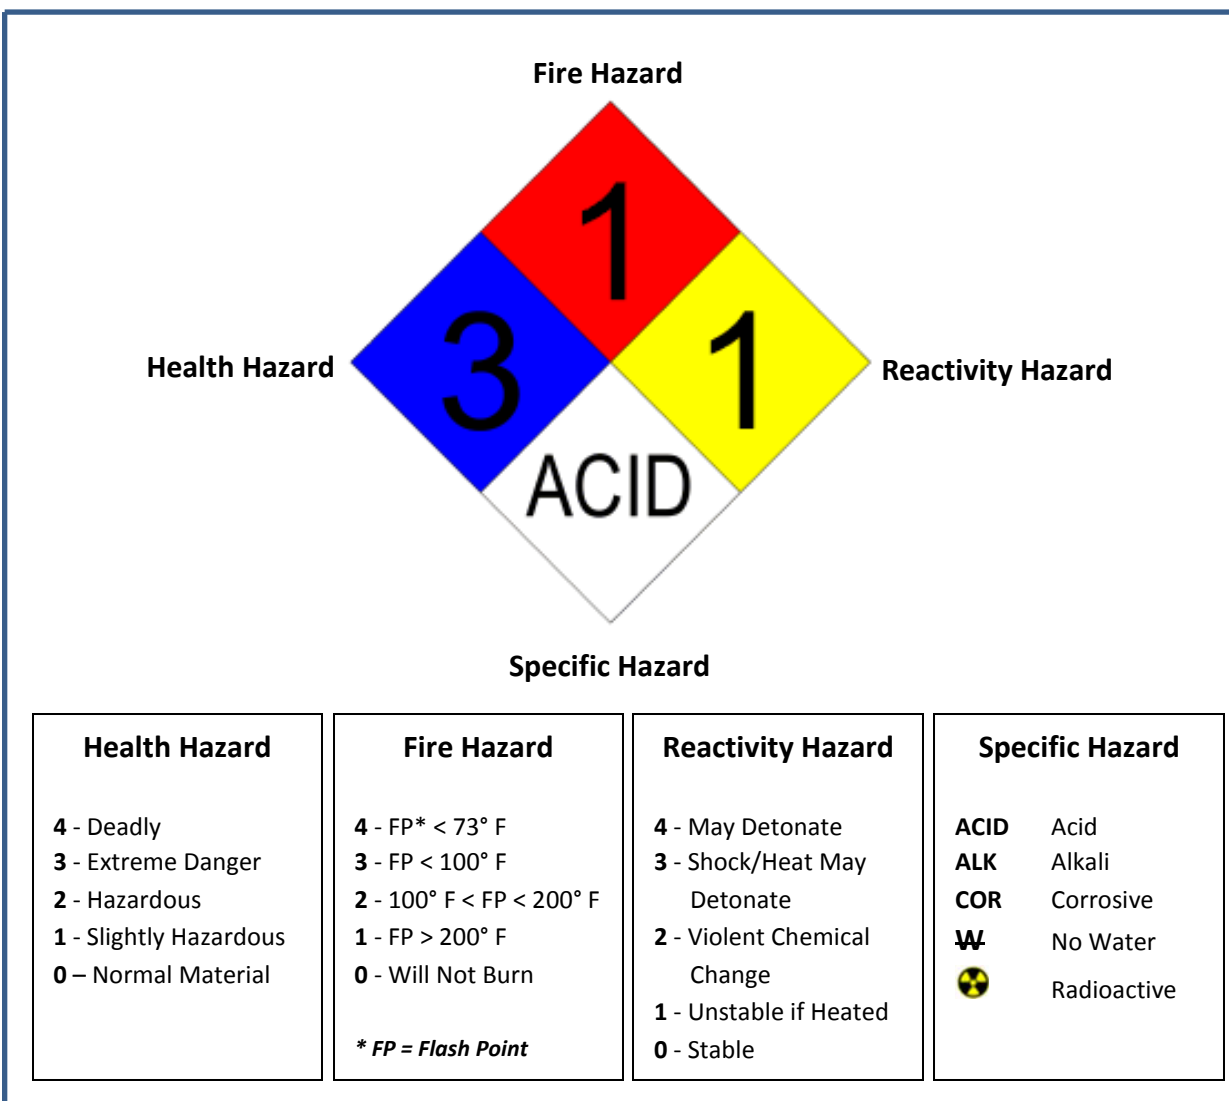 Fire Hazard
1
3
1
Health Hazard
Reactivity Hazard
ACID
Specific Hazard
Health Hazard
4 - Deadly
3 - Extreme Danger
2 - Hazardous
1 - Slightly Hazardous
0 – Normal Material
Fire Hazard
4 - FP* < 73° F
3 - FP < 100° F
2 - 100° F < FP < 200° F
1 - FP > 200° F
0 - Will Not Burn
* FP = Flash Point
Reactivity Hazard
4 - May Detonate
3 - Shock/Heat May
Detonate
2 - Violent Chemical
Change
1 - Unstable if Heated
0 - Stable
Specific Hazard
ACID Acid
ALK Alkali
COR Corrosive
W No Water
Radioactive